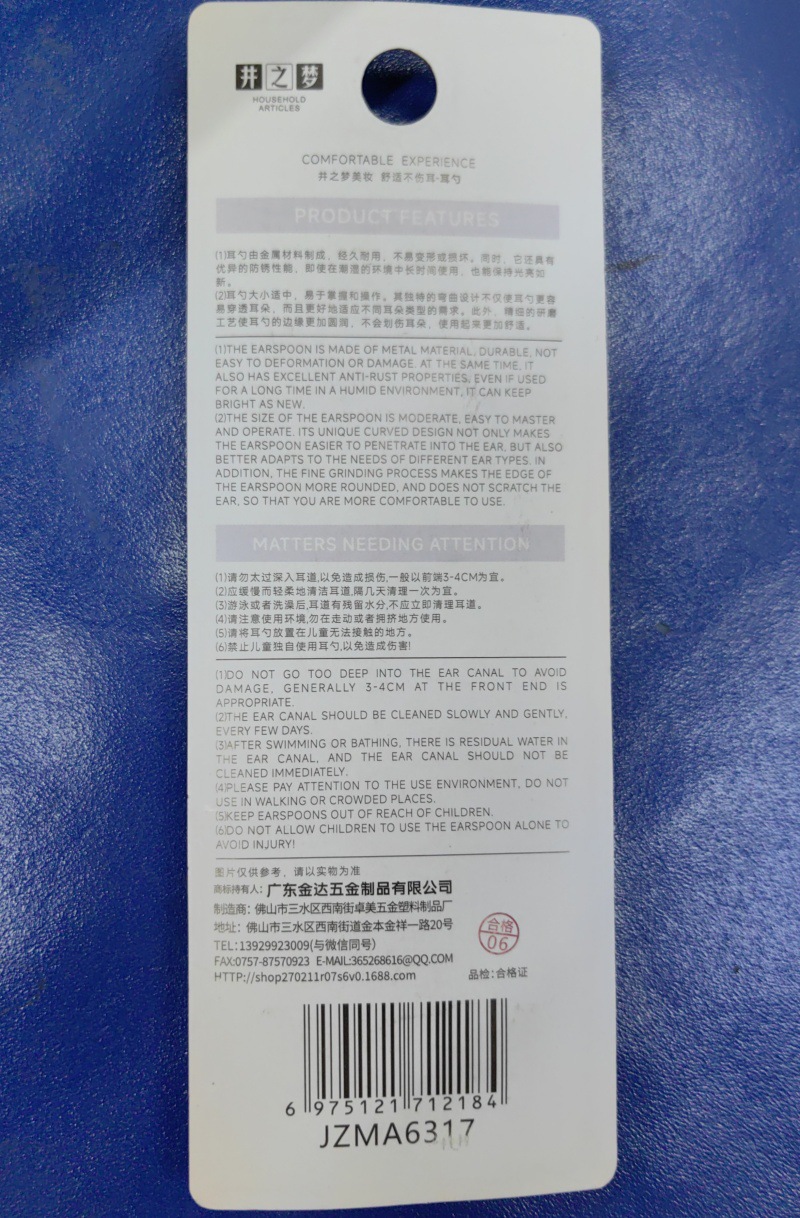 井之梦
HOUSEHOLD
ARTICLES
COMFORTABLE EXPERIENCE
井之梦美妆 舒适不伤耳·耳勺
PRODUCT FEATURES
(1)耳勺由金属材料制成，经久耐用，不易变形或损坏。同时，它还具有
优异的防锈性能，即使在潮湿的环境中长时间使用，也能保持光亮如
新。
(2)耳勺大小适中，易于掌握和操作。其独特的弯曲设计不仅使耳勺更容
易穿透耳朵，而且更好地适应不同耳朵类型的需求。此外，精细的研磨
工艺使耳勺的边缘更加圆润，不会划伤耳朵，使用起来更加舒适。
(1)THE EARSPOON IS MADE OF METAL MATERIAL, DURABLE, NOT
EASY TO DEFORMATION OR DAMAGE. AT THE SAME TIME, IT
ALSO HAS EXCELLENT ANTI-RUST PROPERTIES, EVEN IF USED
FOR A LONG TIME IN A HUMID ENVIRONMENT, IT CAN KEEP
BRIGHT AS NEW.
(2)THE SIZE OF THE EARSPOON IS MODERATE, EASY TO MASTER
AND OPERATE. ITS UNIQUE CURVED DESIGN NOT ONLY MAKES
THE EARSPOON EASIER TO PENETRATE INTO THE EAR, BUT ALSO
BETTER ADAPTS TO THE NEEDS OF DIFFERENT EAR TYPES. IN
ADDITION, THE FINE GRINDING PROCESS MAKES THE EDGE OF
THE EARSPOON MORE ROUNDED, AND DOES NOT SCRATCH THE
EAR, SO THAT YOU ARE MORE COMFORTABLE TO USE.
MATTERS NEEDING ATTENTION
(1)请勿太过深入耳道,以免造成损伤,一般以前端3-4CM为宜。
(2)应缓慢而轻柔地清洁耳道,隔几天清理一次为宜。
(3)游泳或者洗澡后,耳道有残留水分,不应立即清理耳道。
(4)请注意使用环境,勿在走动或者拥挤地方使用。
(5)请将耳勺放置在儿童无法接触的地方。
(6)禁止儿童独自使用耳勺,以免造成伤害!
(1)DO NOT GO TOO DEEP INTO THE EAR CANAL TO AVOID
DAMAGE, GENERALLY 3-4CM AT THE FRONT END IS
APPROPRIATE.
(2)THE EAR CANAL SHOULD BE CLEANED SLOWLY AND GENTLY,
EVERY FEW DAYS.
(3)AFTER SWIMMING OR BATHING, THERE IS RESIDUAL WATER IN
THE EAR CANAL, AND THE EAR CANAL SHOULD NOT BE
CLEANED IMMEDIATELY.
(4)PLEASE PAY ATTENTION TO THE USE ENVIRONMENT, DO NOT
USE IN WALKING OR CROWDED PLACES.
(5)KEEP EARSPOONS OUT OF REACH OF CHILDREN.
(6)DO NOT ALLOW CHILDREN TO USE THE EARSPOON ALONE TO
AVOID INJURY!
图片仅供参考，请以实物为准
商标持有人：广东金达五金制品有限公司
制造商：佛山市三水区西南街卓美五金塑料制品厂
地址：佛山市三水区西南街道金本金祥一路20号
TEL:13929923009(与微信同号)
FAX:0757-87570923 E-MAIL:365268616@QQ.COM
HTTP://shop270211r07s6v0.1688.com
合格
06
品检:合格证
6 975121 712184
JZMA6317